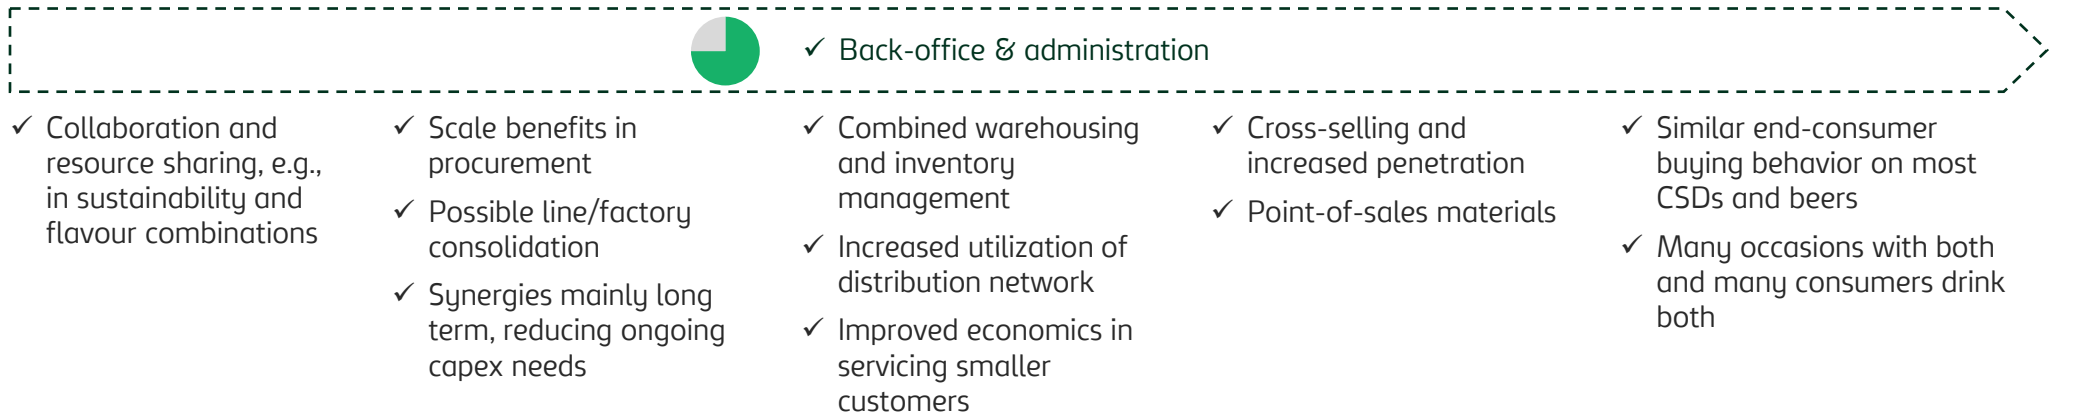 ✓ Back-office & administration
✓ Collaboration and
resource sharing, e.g.,
in sustainability and
flavour combinations
✓ Scale benefits in
procurement
✓ Possible line/factory
consolidation
✓ Synergies mainly long
term, reducing ongoing
capex needs
✓ Combined warehousing
and inventory
management
✓ Increased utilization of
distribution network
✓ Improved economics in
servicing smaller
customers
✓ Cross-selling and
increased penetration
✓ Point-of-sales materials
✓ Similar end-consumer
buying behavior on most
CSDs and beers
✓ Many occasions with both
and many consumers drink
both